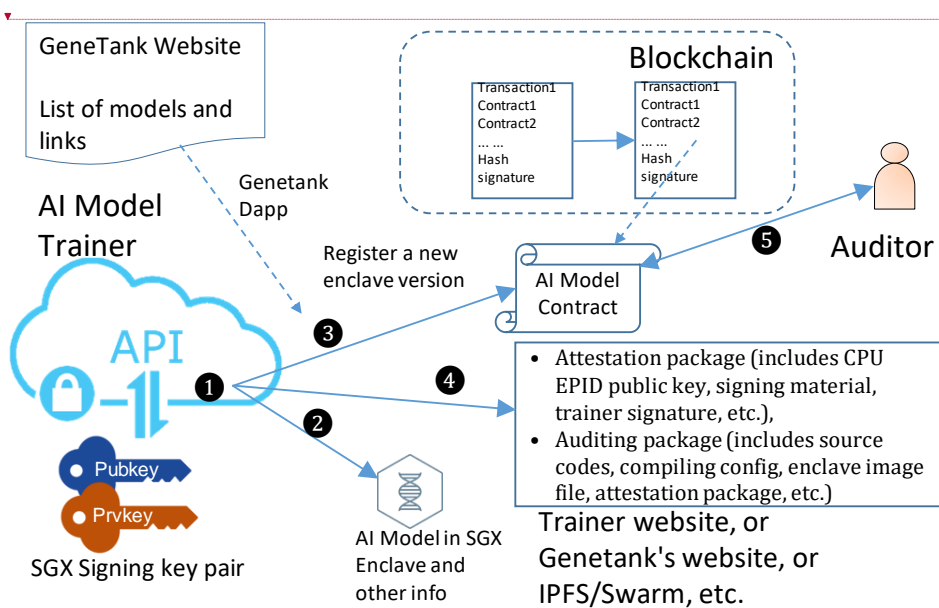 GeneTank Website
List of models and
links
Blockchain
Transaction1
Contract1
Contract2
... ...
Hash
signature
Transaction1
Contract1
Contract2
... ...
Hash
signature
Genetank
Dapp
AI Model
Trainer
Register a new
enclave version
5
Auditor
AI Model
Contract
3
API
1
4
2
• Attestation package (includes CPU
EPID public key, signing material,
trainer signature, etc.),
• Auditing package (includes source
codes, compiling config, enclave image
file, attestation package, etc.)
Pubkey
Prvkey
SGX Signing key pair
AI Model in SGX
Enclave and
other info
Trainer website, or
Genetank's website, or
IPFS/Swarm, etc.